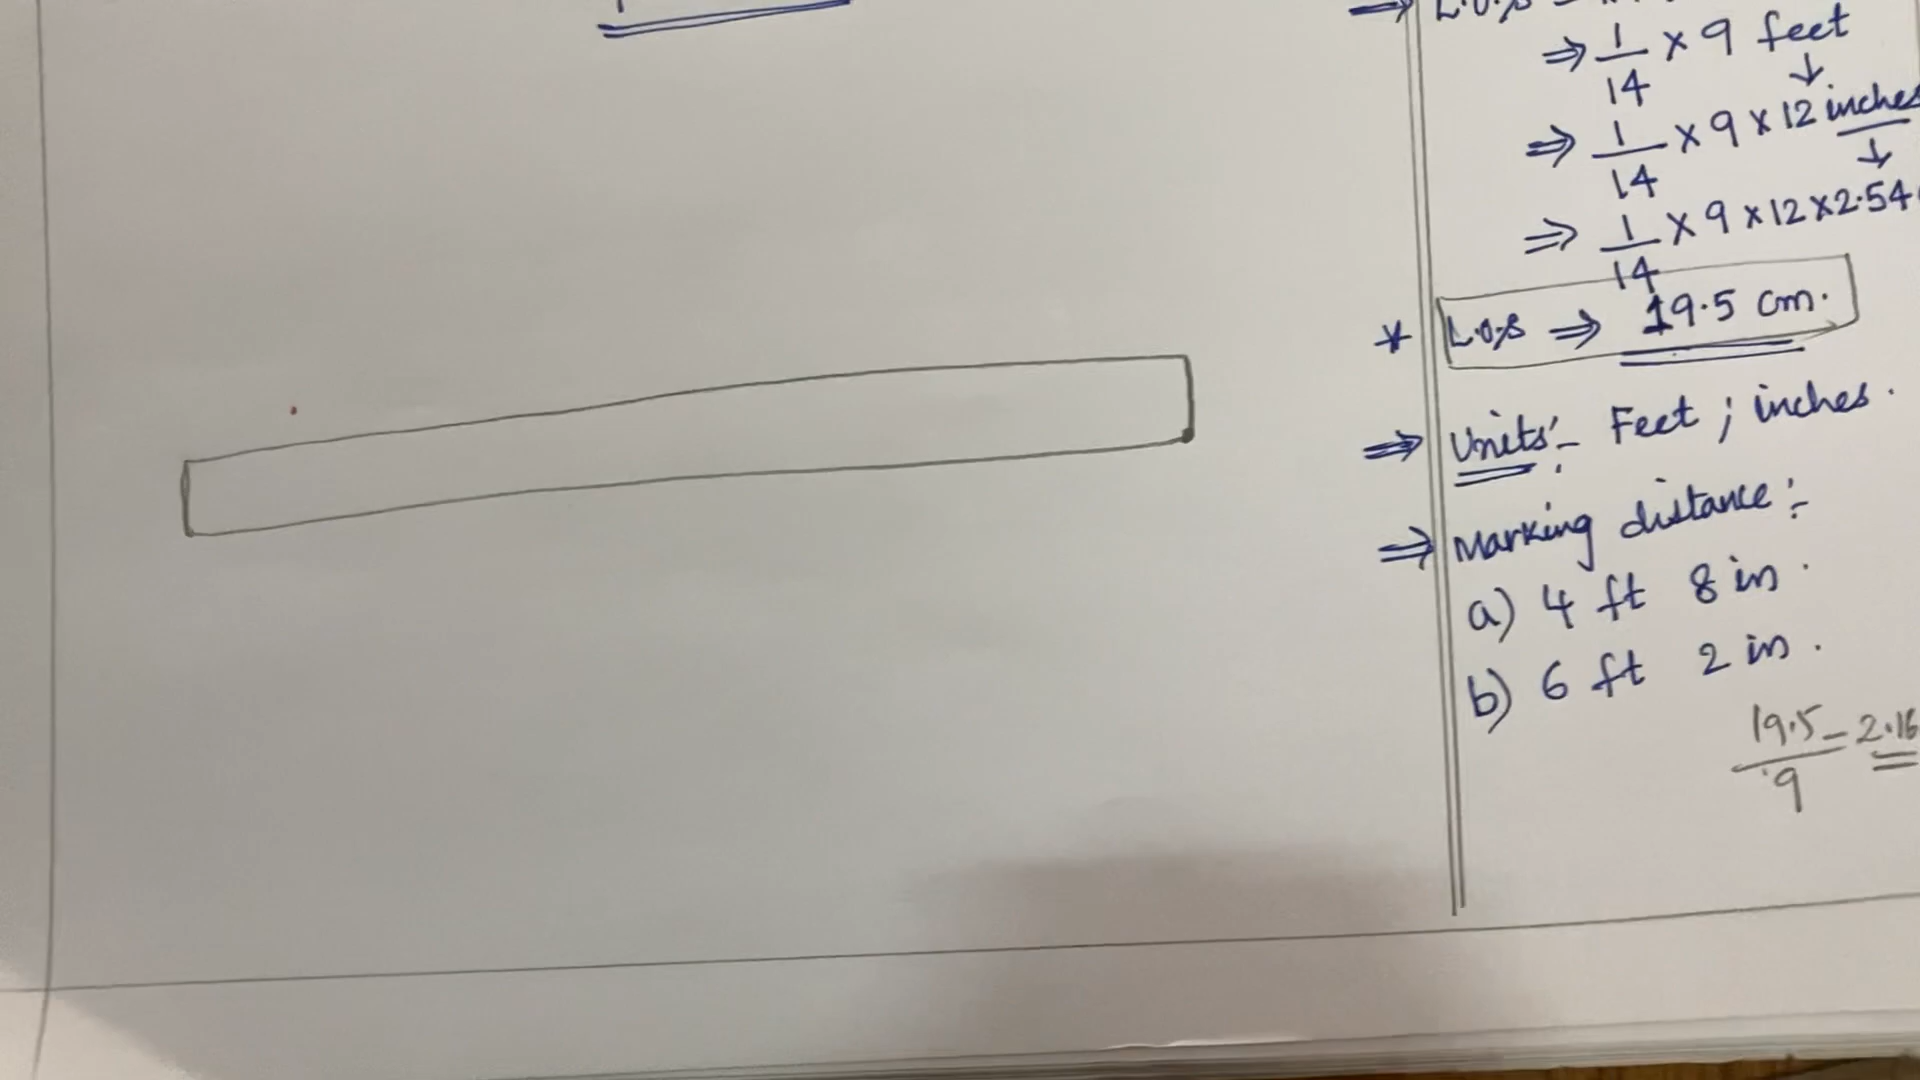 L.O.S
⇒ 1/14 × 9 feet
↓
⇒ 1/14 × 9 × 12 inches
↓
⇒ 1/14 × 9 × 12 × 2.54
* L.O.S ⇒ 19.5 cm.
⇒ Units:- Feet ; inches.
⇒ Marking distance:-
a) 4 ft 8 in.
b) 6 ft 2 in.
19.5/9 = 2.16